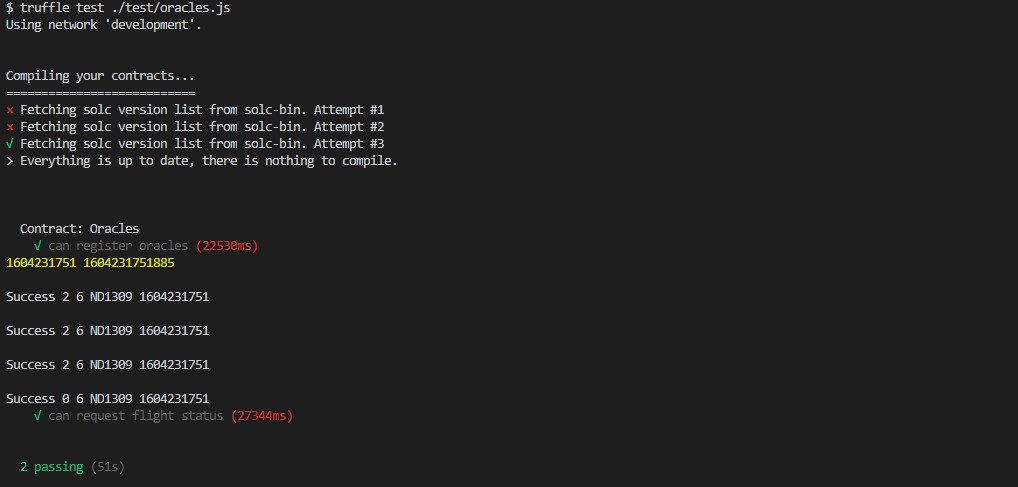 $ truffle test ./test/oracles.js
Using network 'development'.
Compiling your contracts...
===========================
× Fetching solc version list from solc-bin. Attempt #1
× Fetching solc version list from solc-bin. Attempt #2
√ Fetching solc version list from solc-bin. Attempt #3
> Everything is up to date, there is nothing to compile.
Contract: Oracles
√ can register oracles (22530ms)
1604231751 1604231751885
Success 2 6 ND1309 1604231751
Success 2 6 ND1309 1604231751
Success 2 6 ND1309 1604231751
Success 0 6 ND1309 1604231751
√ can request flight status (27344ms)
2 passing (51s)